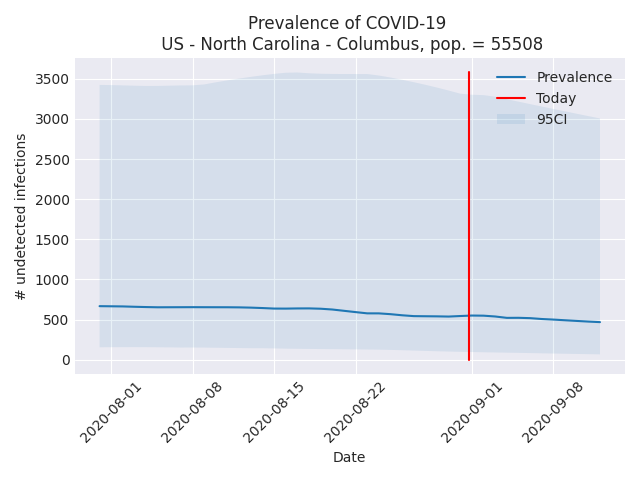 Prevalence of COVID-19
US - North Carolina - Columbus, pop. = 55508
# undetected infections
3500
3000
2500
2000
1500
1000
500
0
Prevalence
Today
95CI
2020-08-01
2020-08-08
2020-08-15
2020-08-22
2020-09-01
2020-09-08
Date